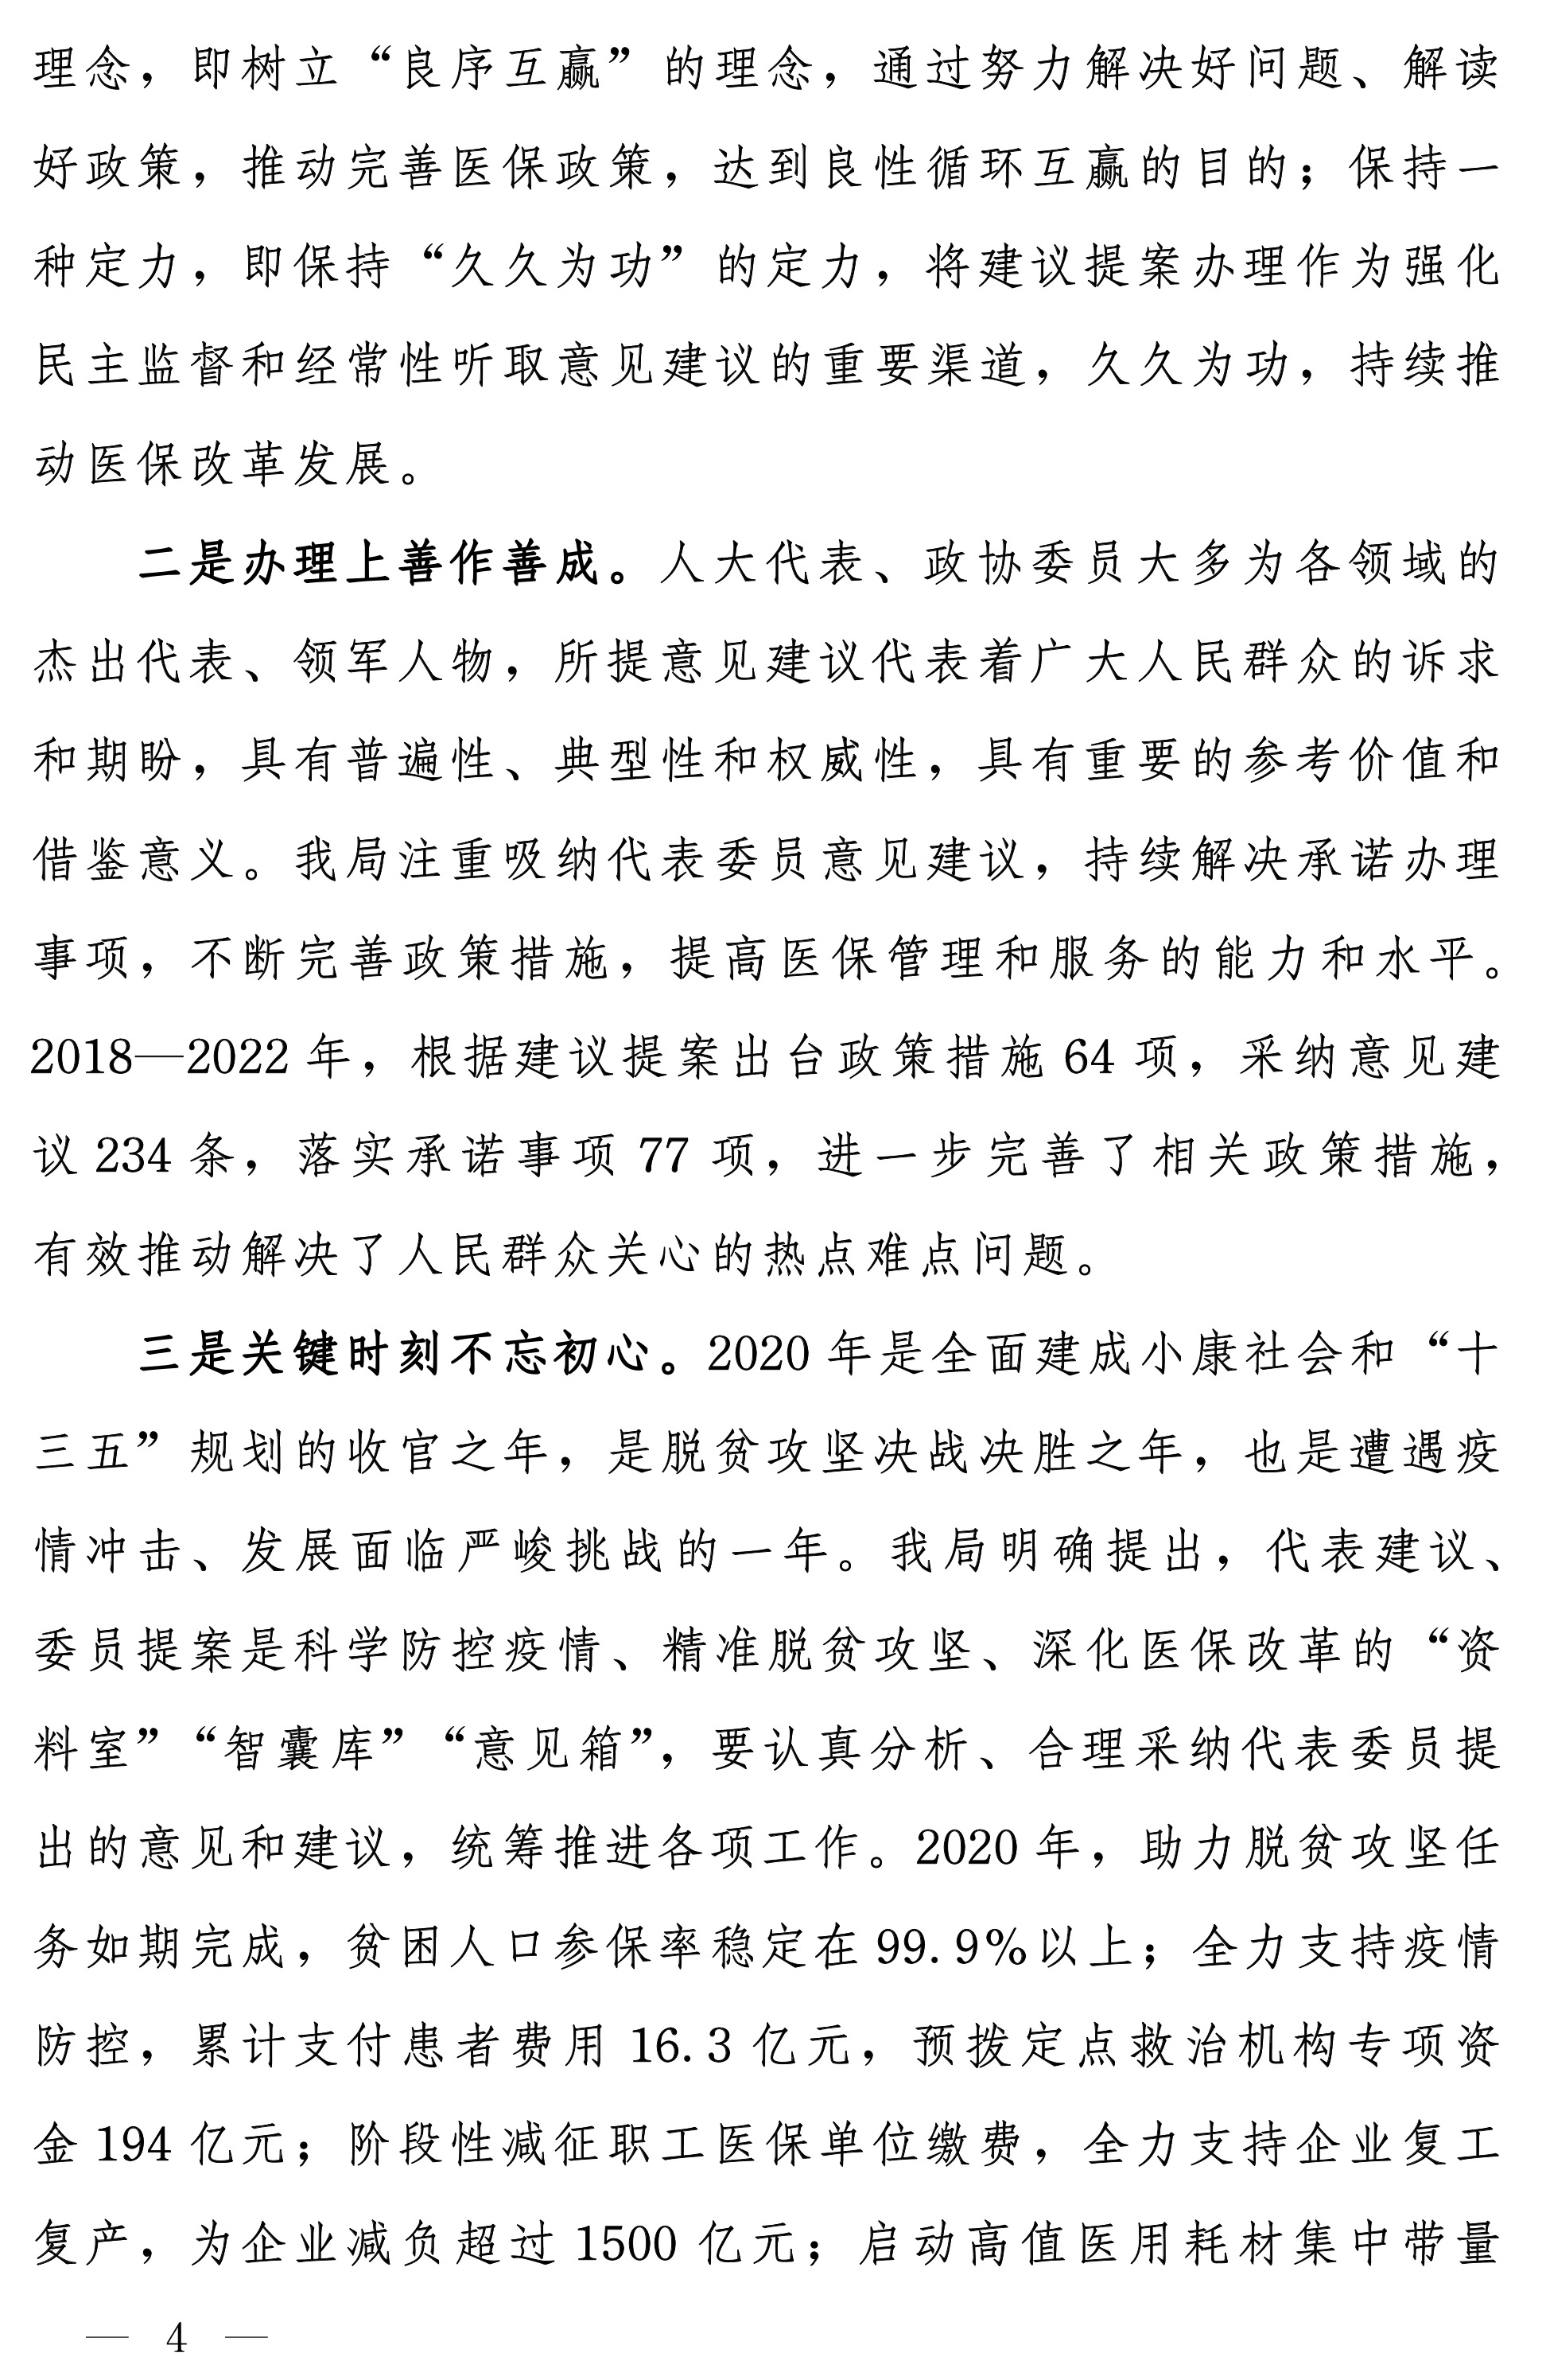 理念，即树立“良序互赢”的理念，通过努力解决好问题、解读
好政策，推动完善医保政策，达到良性循环互赢的目的；保持一
种定力，即保持“久久为功”的定力，将建议提案办理作为强化
民主监督和经常性听取意见建议的重要渠道，久久为功，持续推
动医保改革发展。
二是办理上善作善成。人大代表、政协委员大多为各领域的
杰出代表、领军人物，所提意见建议代表着广大人民群众的诉求
和期盼，具有普遍性、典型性和权威性，具有重要的参考价值和
借鉴意义。我局注重吸纳代表委员意见建议，持续解决承诺办理
事项，不断完善政策措施，提高医保管理和服务的能力和水平。
2018—2022 年，根据建议提案出台政策措施 64 项，采纳意见建
议 234 条，落实承诺事项 77 项，进一步完善了相关政策措施，
有效推动解决了人民群众关心的热点难点问题。
三是关键时刻不忘初心。2020 年是全面建成小康社会和“十
三五”规划的收官之年，是脱贫攻坚决战决胜之年，也是遭遇疫
情冲击、发展面临严峻挑战的一年。我局明确提出，代表建议、
委员提案是科学防控疫情、精准脱贫攻坚、深化医保改革的“资
料室”“智囊库”“意见箱”，要认真分析、合理采纳代表委员提
出的意见和建议，统筹推进各项工作。2020 年，助力脱贫攻坚任
务如期完成，贫困人口参保率稳定在 99.9%以上；全力支持疫情
防控，累计支付患者费用 16.3 亿元，预拨定点救治机构专项资
金 194 亿元；阶段性减征职工医保单位缴费，全力支持企业复工
复产，为企业减负超过 1500 亿元；启动高值医用耗材集中带量
— 4 —